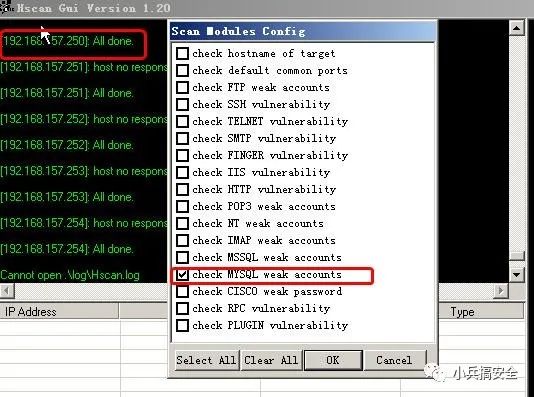 Hscan Gui Version 1.20
[192.168.157.250]: All done.
[192.168.157.251]: host no respons
[192.168.157.251]: All done.
[192.168.157.252]: host no respons
[192.168.157.252]: All done.
[192.168.157.253]: host no respons
[192.168.157.253]: All done.
[192.168.157.254]: host no respons
[192.168.157.254]: All done.
Cannot open .\log\Hscan.log
IP Address
Type
Scan Modules Config
check hostname of target
check default common ports
check FTP weak accounts
check SSH vulnerability
check TELNET vulnerability
check SMTP vulnerability
check FINGER vulnerability
check IIS vulnerability
check HTTP vulnerability
check POP3 weak accounts
check NT weak accounts
check IMAP weak accounts
check MSSQL weak accounts
check MYSQL weak accounts
check CISCO weak password
check RPC vulnerability
check PLUGIN vulnerability
Select All Clear All OK Cancel
小兵搞安全